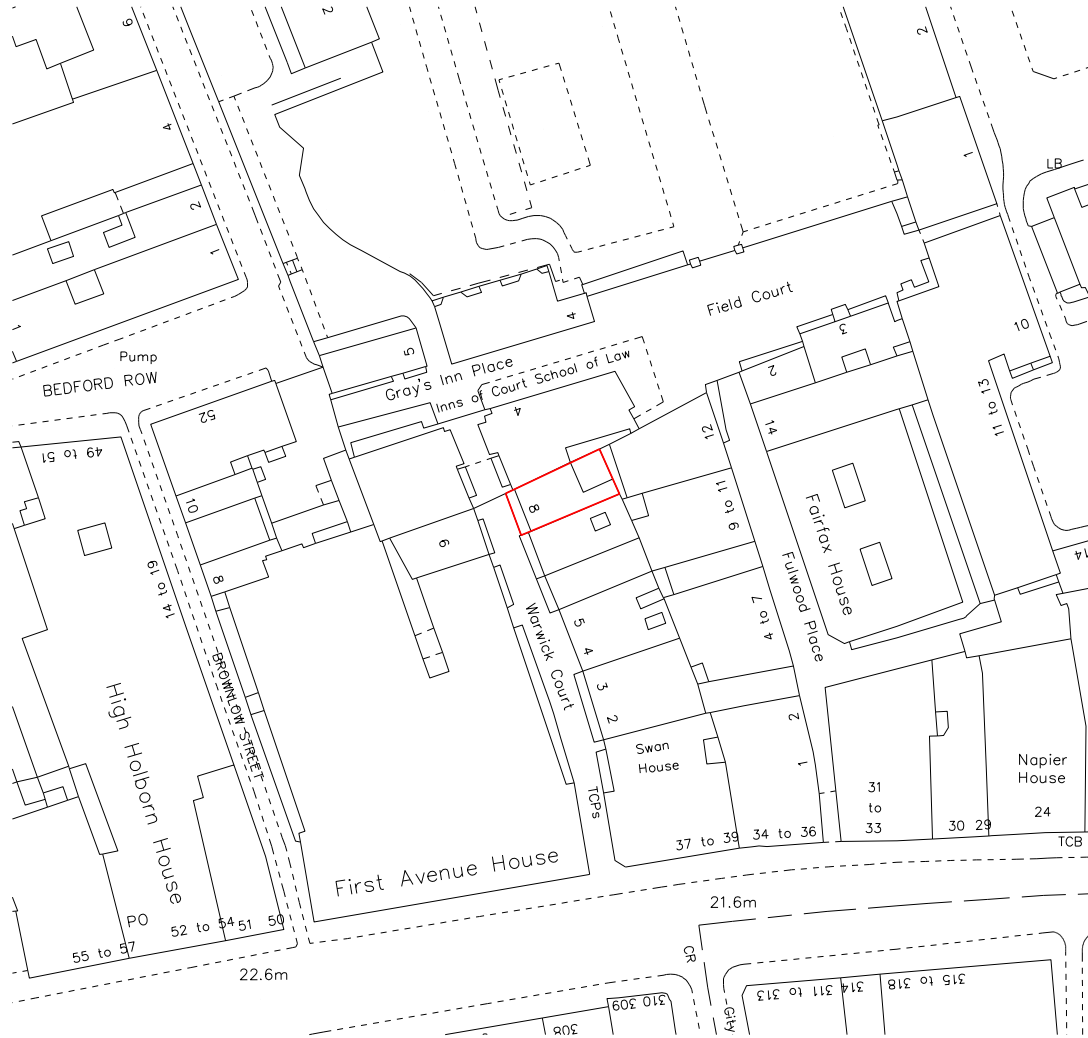 6
2
2
4
LB
1
2
1
1
Field Court
10
3
4
Pump
BEDFORD ROW
5
Gray's Inn Place
Inns of Court School of Law
2
4
52
11 to 13
14
12
49 to 51
10
8
9 to 11
Fairfax House
6
14 to 19
8
Fulwood Place
14
4 to 7
Warwick Court
5
4
3
2
BROWNLOW STREET
High Holborn House
2
1
Swan
House
Napier
House
31
to
33
24
TCPs
37 to 39
34 to 36
30
29
TCB
First Avenue House
21.6m
PO
52 to 54
51
50
55 to 57
22.6m
CR
City
308
309
310
311 to 313
314
315 to 318